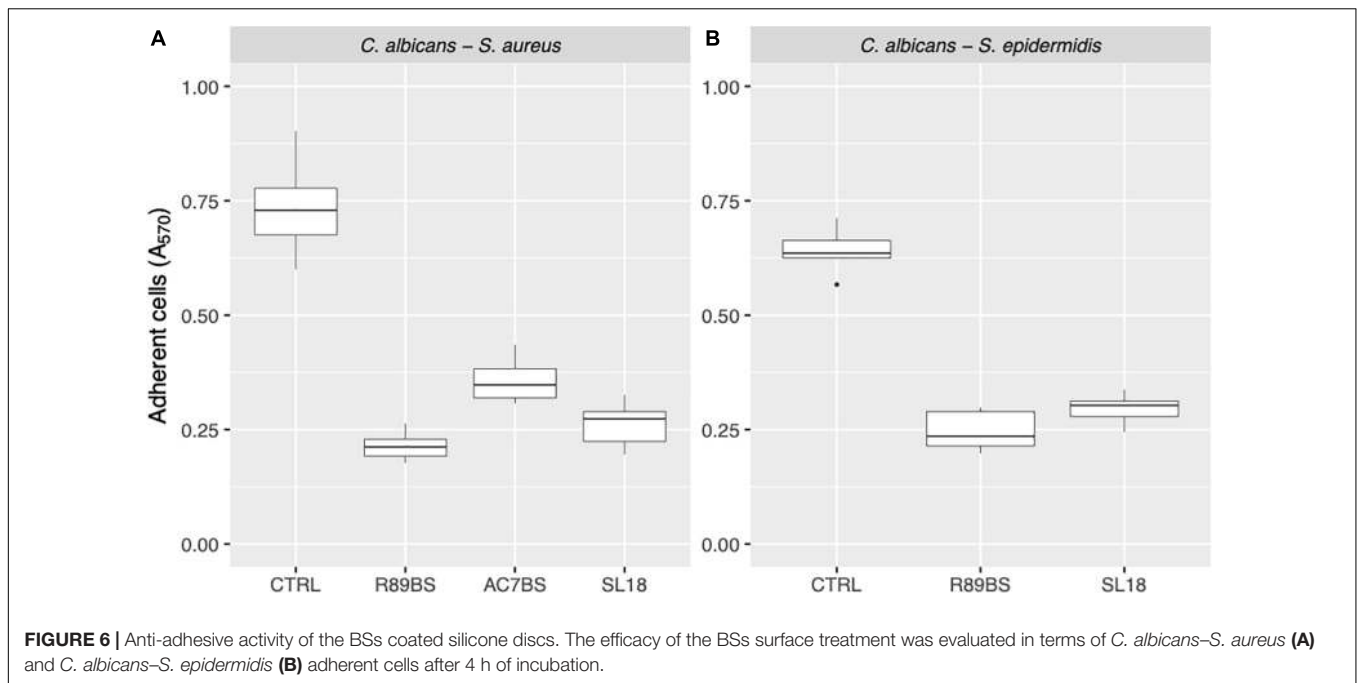 A
C. albicans – S. aureus
B
C. albicans – S. epidermidis
Adherent cells (A570)
1.00
0.75
0.50
0.25
0.00
1.00
0.75
0.50
0.25
0.00
CTRL R89BS AC7BS SL18
CTRL R89BS SL18
FIGURE 6 | Anti-adhesive activity of the BSs coated silicone discs. The efficacy of the BSs surface treatment was evaluated in terms of C. albicans–S. aureus (A)
and C. albicans–S. epidermidis (B) adherent cells after 4 h of incubation.